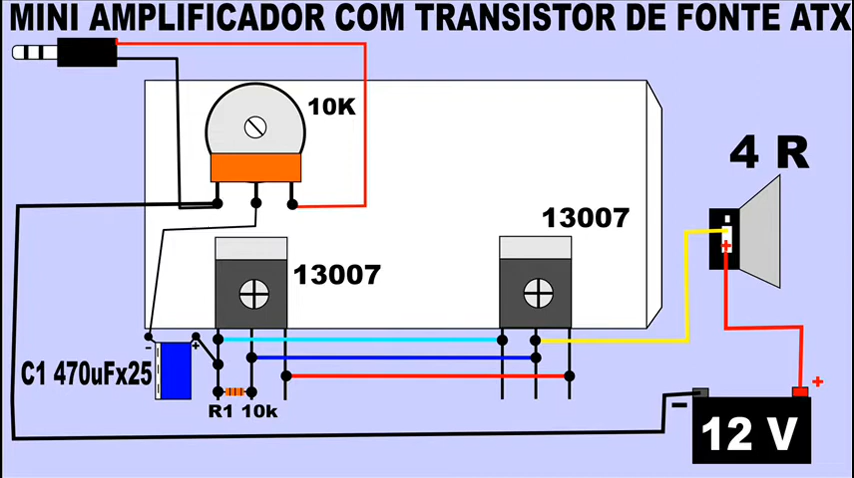 MINI AMPLIFICADOR COM TRANSISTOR DE FONTE ATX
10K
4 R
13007
13007
+
- +
C1 470uFx25
R1 10k
+
-
12 V